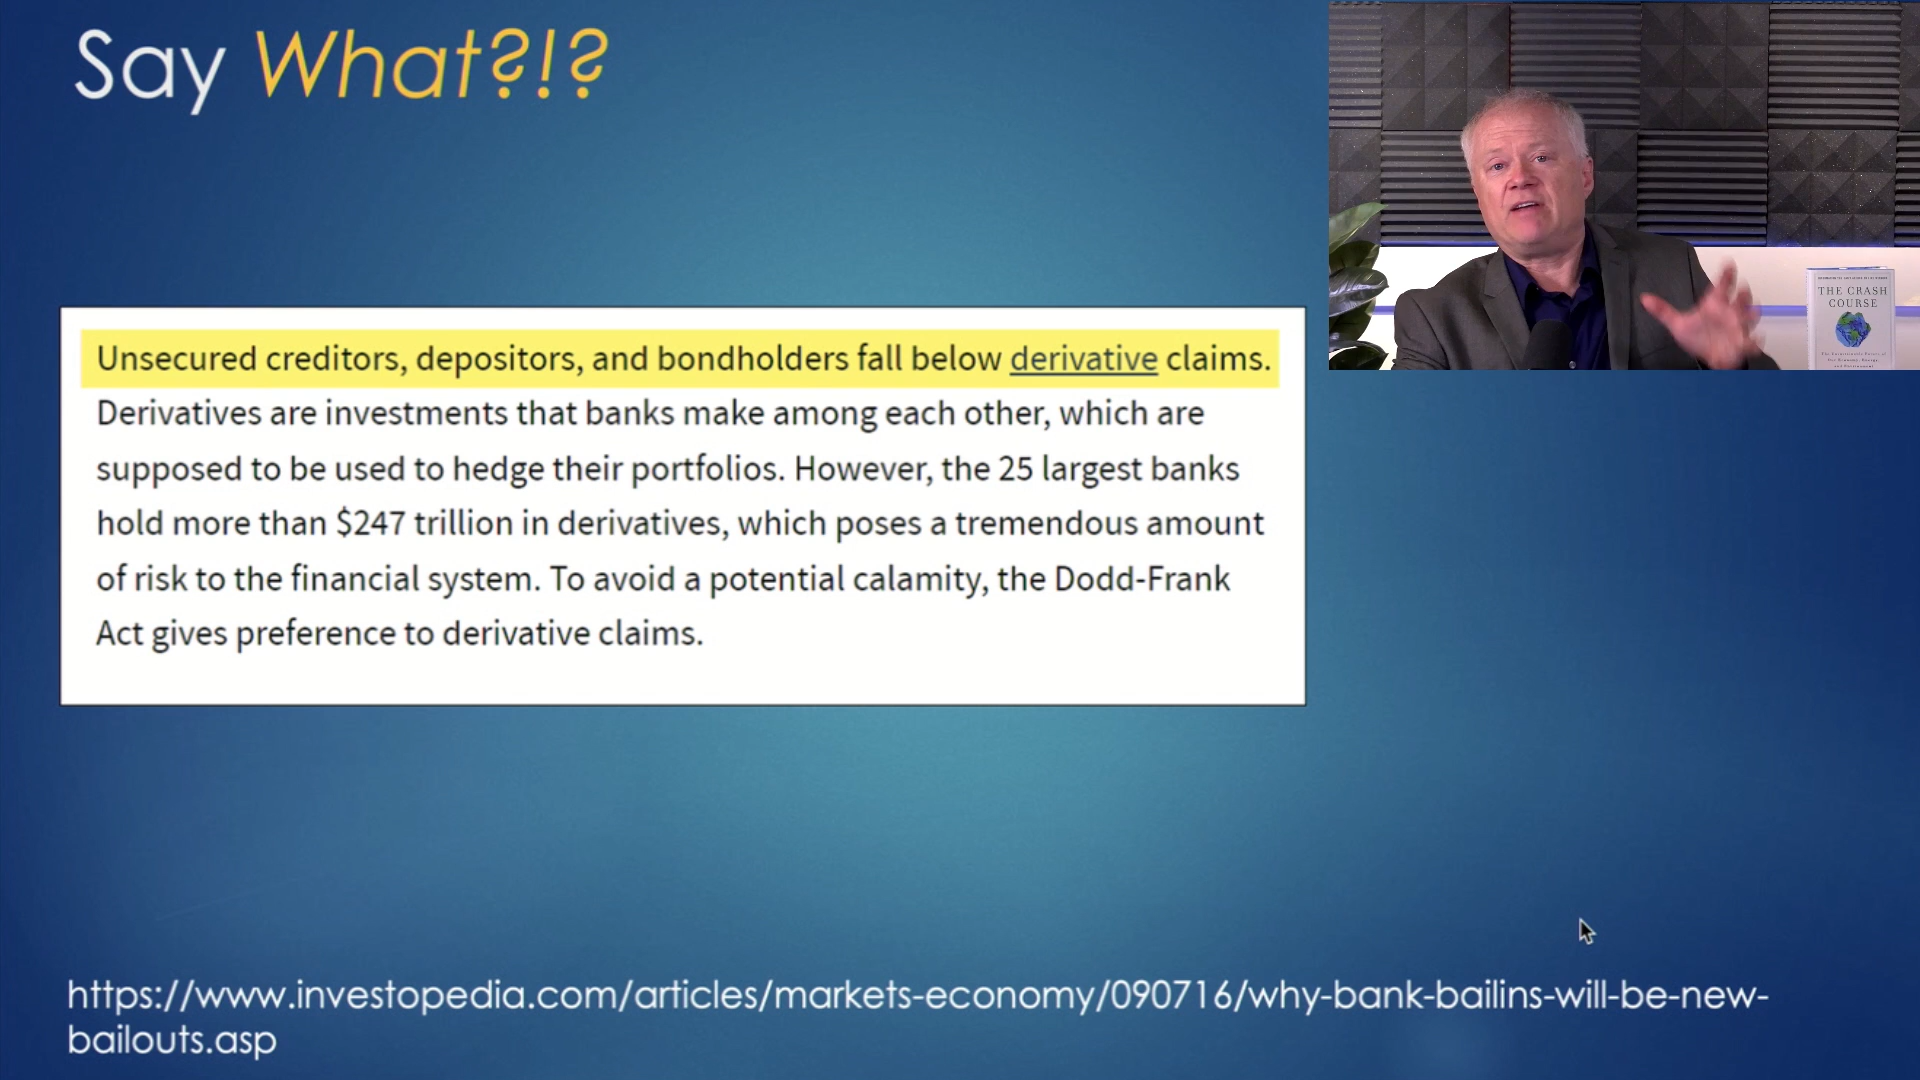 Say What?!?
Unsecured creditors, depositors, and bondholders fall below derivative claims.
Derivatives are investments that banks make among each other, which are
supposed to be used to hedge their portfolios. However, the 25 largest banks
hold more than $247 trillion in derivatives, which poses a tremendous amount
of risk to the financial system. To avoid a potential calamity, the Dodd-Frank
Act gives preference to derivative claims.
THE CRASH
COURSE
https://www.investopedia.com/articles/markets-economy/090716/why-bank-bailins-will-be-new-
bailouts.asp